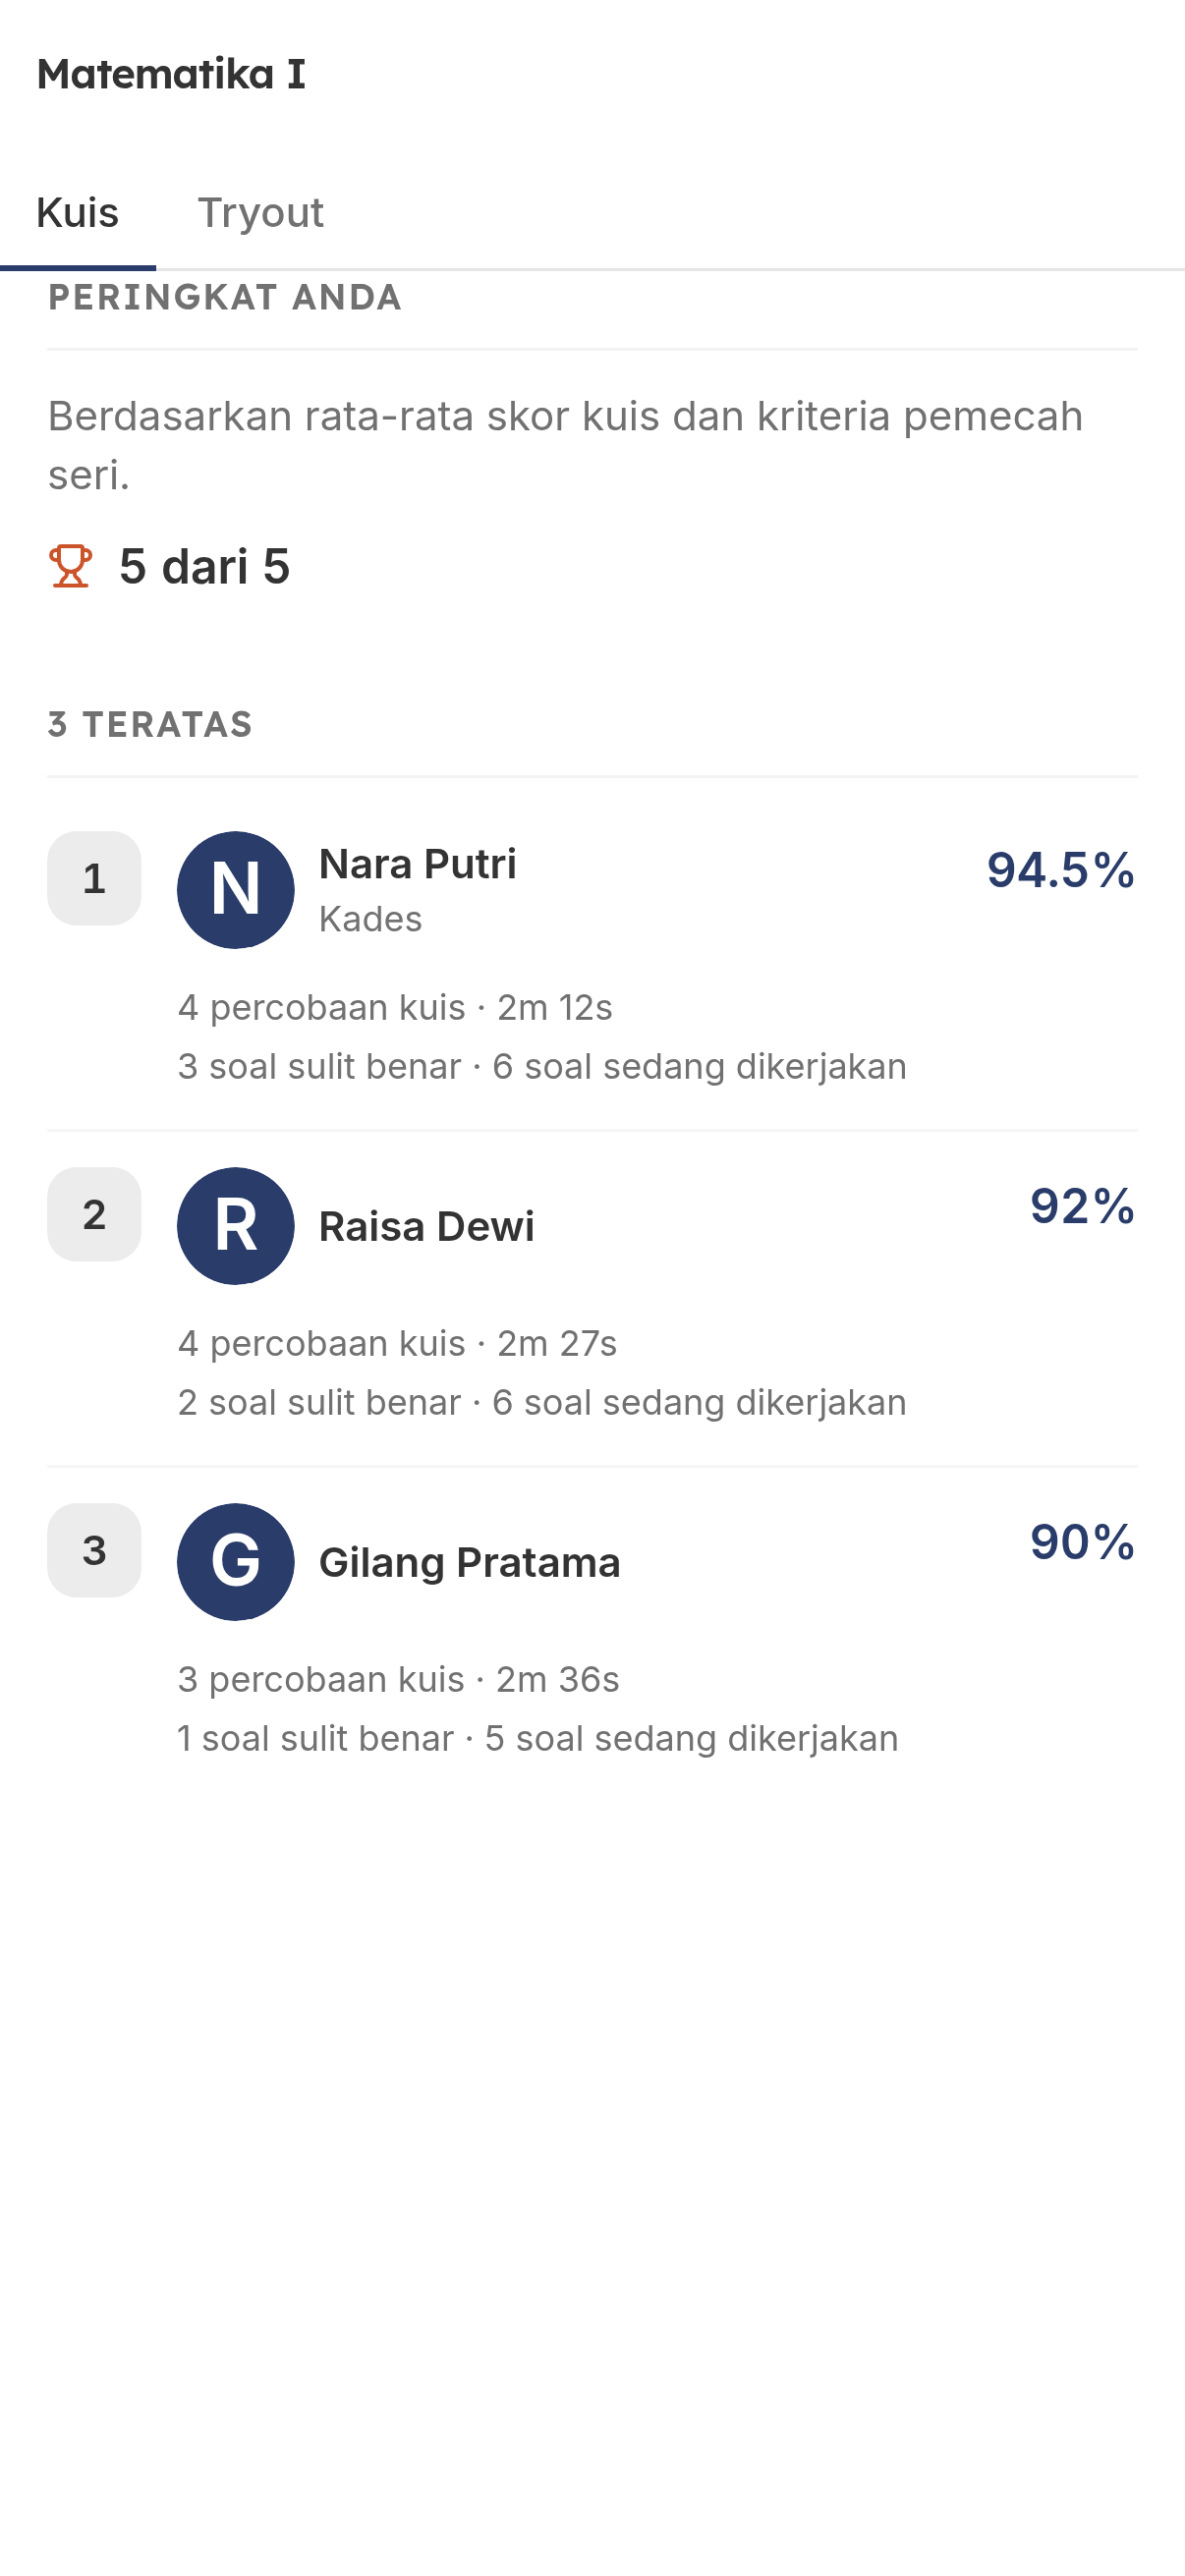 Matematika I
Kuis
Tryout
PERINGKAT ANDA
Berdasarkan rata-rata skor kuis dan kriteria pemecah
seri.
5 dari 5
3 TERATAS
1
N
Nara Putri
Kades
94.5%
4 percobaan kuis · 2m 12s
3 soal sulit benar · 6 soal sedang dikerjakan
2
R
Raisa Dewi
92%
4 percobaan kuis · 2m 27s
2 soal sulit benar · 6 soal sedang dikerjakan
3
G
Gilang Pratama
90%
3 percobaan kuis · 2m 36s
1 soal sulit benar · 5 soal sedang dikerjakan